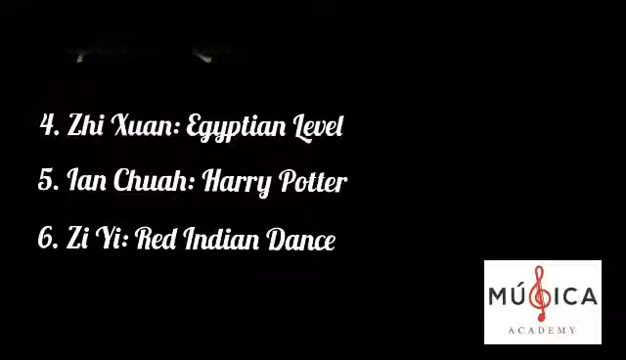 4. Zhi Xuan: Egyptian Level
5. Ian Chuah: Harry Potter
6. Zi Yi: Red Indian Dance
MÚSICA
ACADEMY